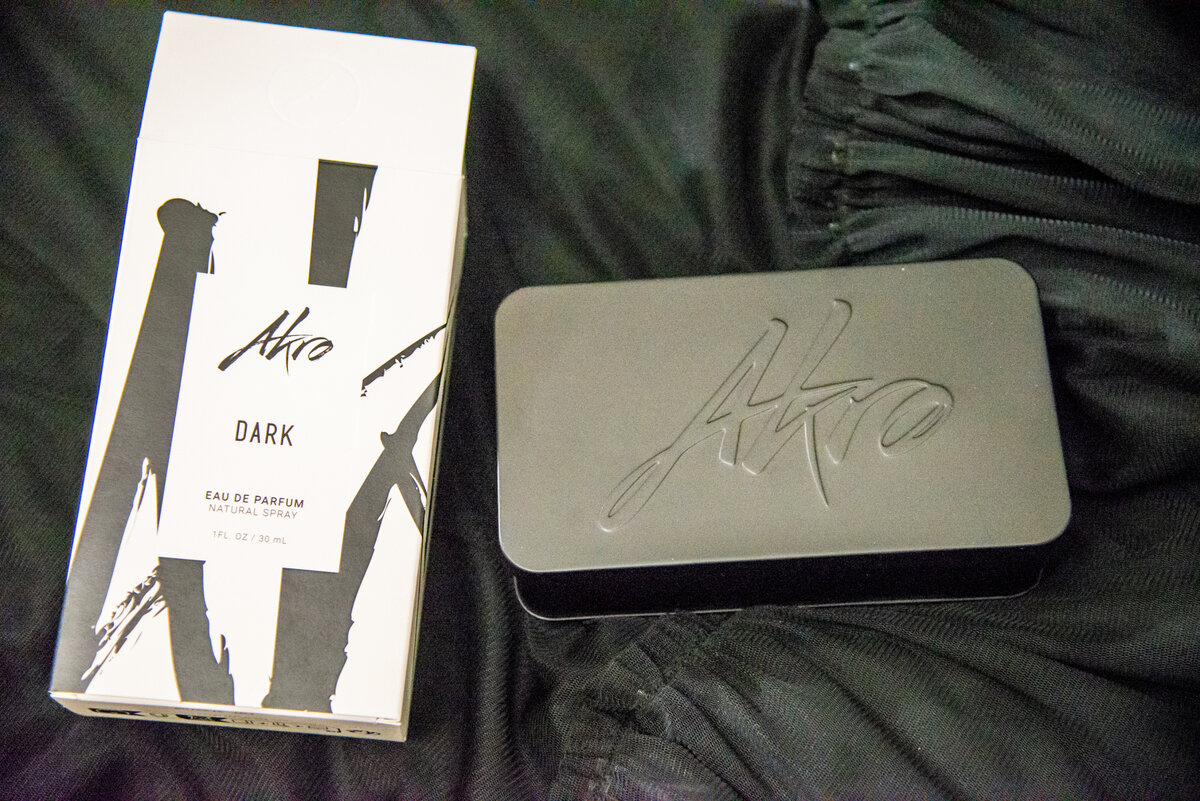 Akro
DARK
EAU DE PARFUM
NATURAL SPRAY
1FL. OZ / 30 mL
Akro